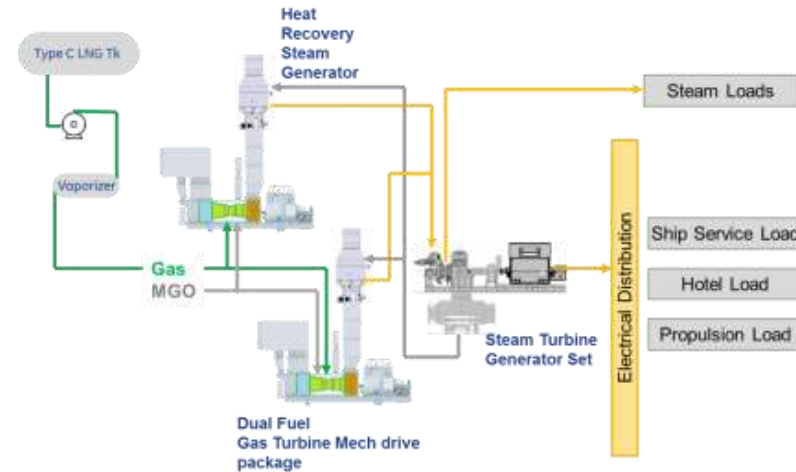 Type C LNG Tk
Heat
Recovery
Steam
Generator
Steam Loads
Vaporizer
Gas
MGO
Electrical Distribution
Ship Service Load
Hotel Load
Propulsion Load
Steam Turbine
Generator Set
Dual Fuel
Gas Turbine Mech drive
package